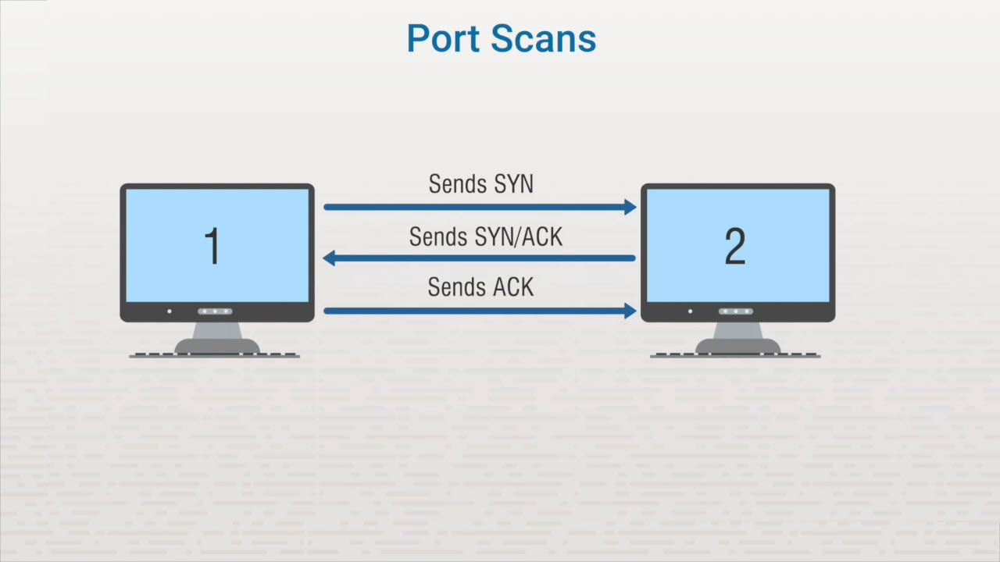 Port Scans
Sends SYN
1
Sends SYN/ACK
2
Sends ACK